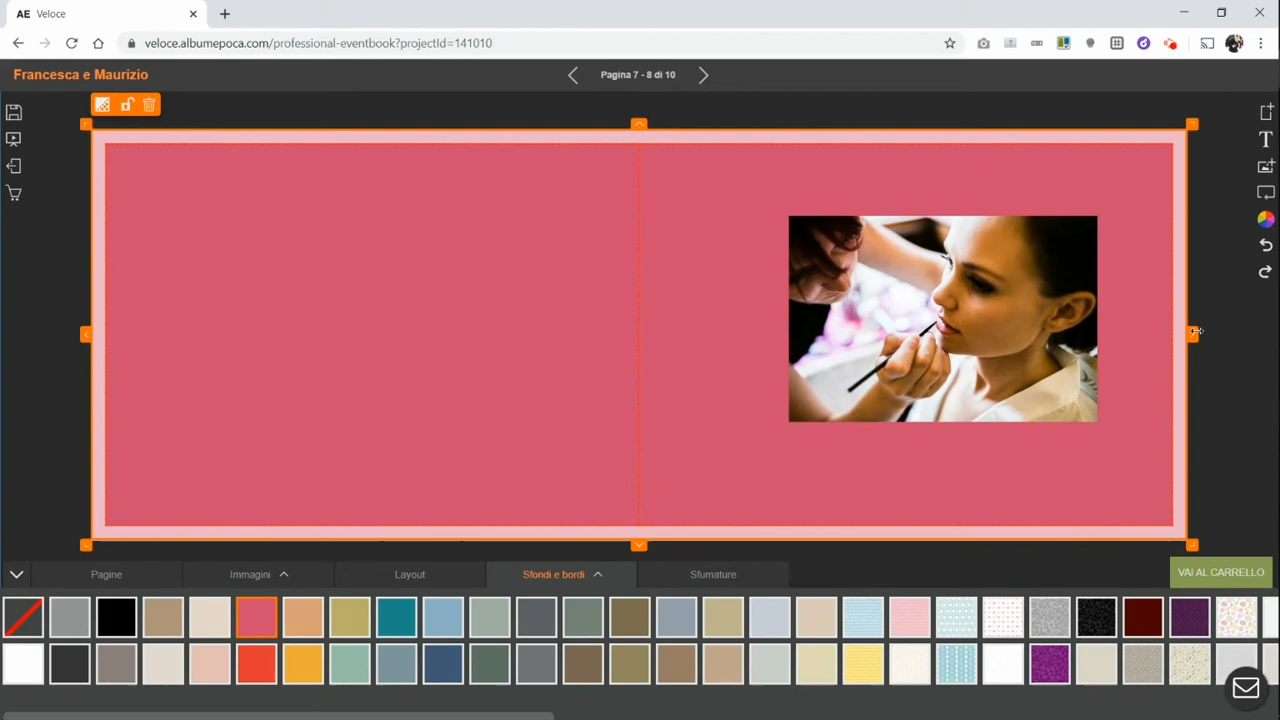 AE Veloce
veloce.albumepoca.com/professional-eventbook?projectId=141010
Francesca e Maurizio
Pagina 7 - 8 di 10
T
Pagine
Immagini
Layout
Sfondi e bordi
Sfumature
VAI AL CARRELLO